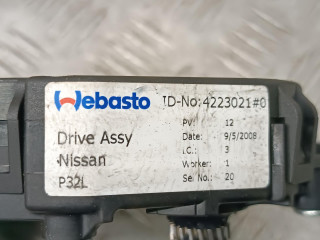 Webasto ID-No:4223021#0
PV: 12
Drive Assy Date: 9/5/2008
Nissan I.C.: 3
Worker: 1
P32L Se. No.: 20